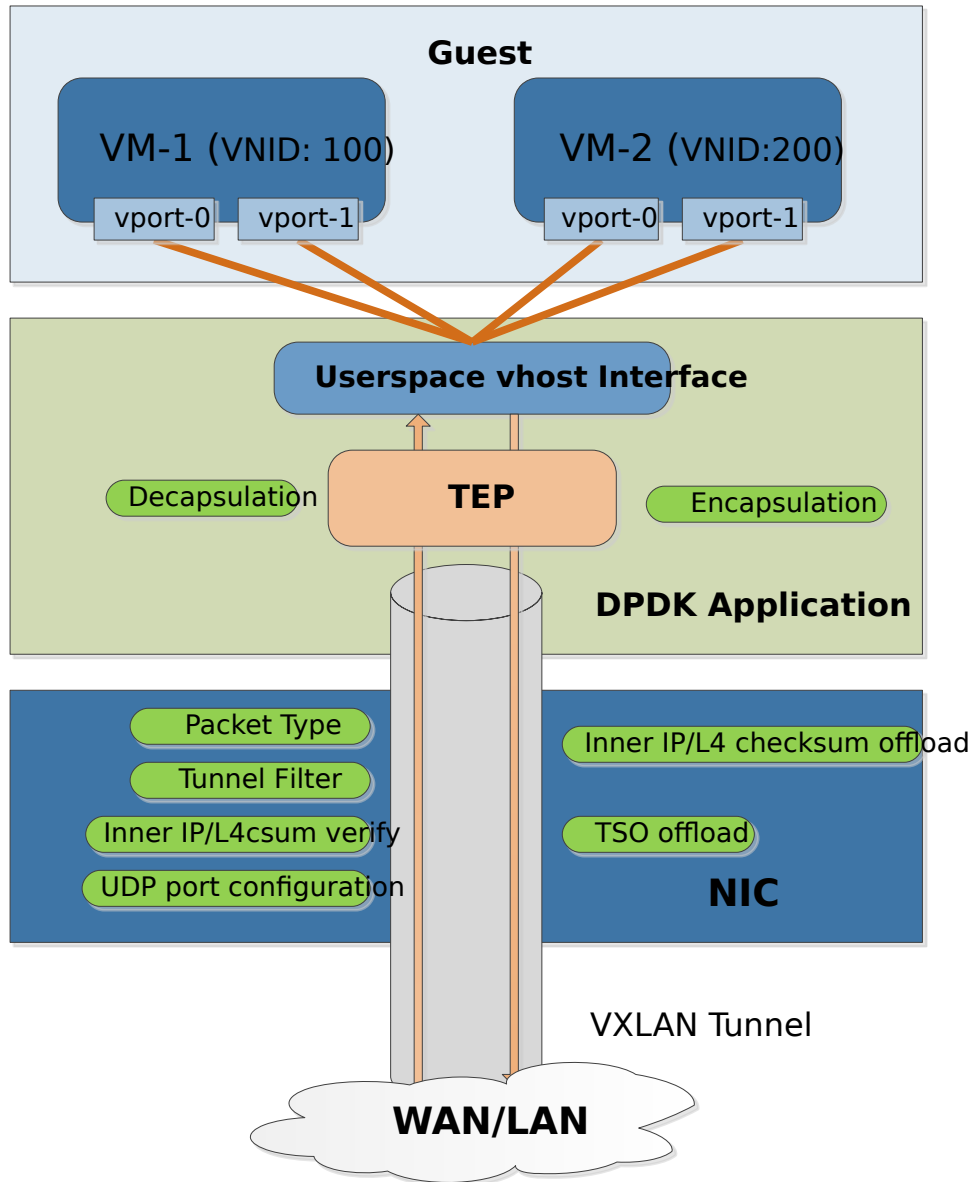 Guest
VM-1 (VNID: 100)
VM-2 (VNID:200)
vport-0
vport-1
vport-0
vport-1
Userspace vhost Interface
Decapsulation
TEP
Encapsulation
DPDK Application
Packet Type
Inner IP/L4 checksum offload
Tunnel Filter
Inner IP/L4csum verify
TSO offload
UDP port configuration
NIC
VXLAN Tunnel
WAN/LAN